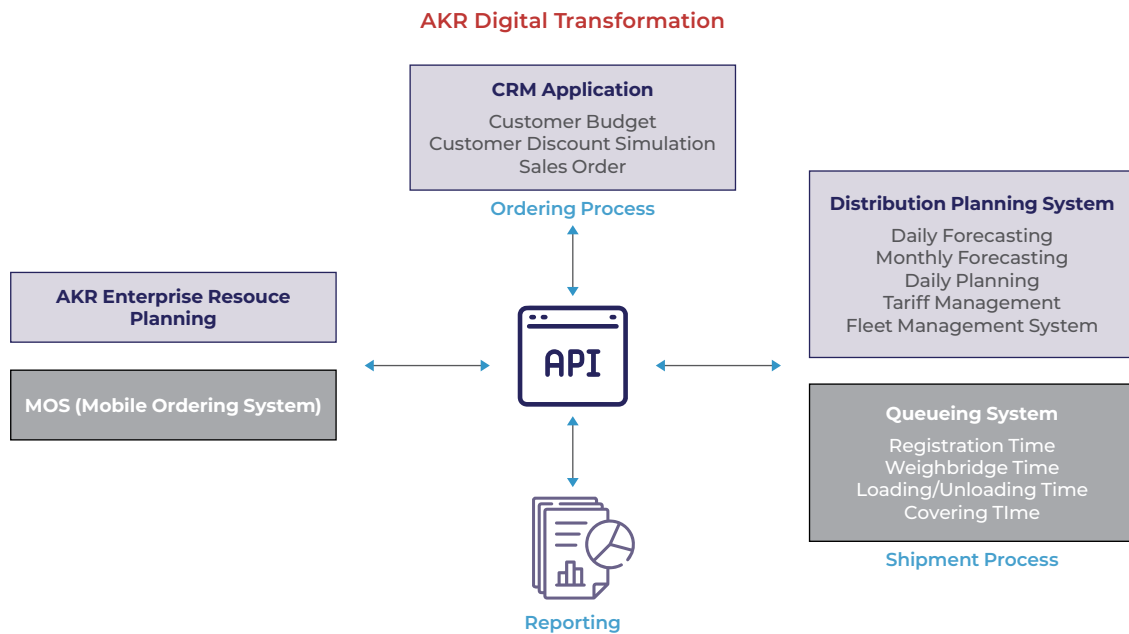 AKR Digital Transformation
CRM Application
Customer Budget
Customer Discount Simulation
Sales Order
Ordering Process
AKR Enterprise Resouce
Planning
MOS (Mobile Ordering System)
API
Distribution Planning System
Daily Forecasting
Monthly Forecasting
Daily Planning
Tariff Management
Fleet Management System
Queueing System
Registration Time
Weighbridge Time
Loading/Unloading Time
Covering TIme
Shipment Process
Reporting